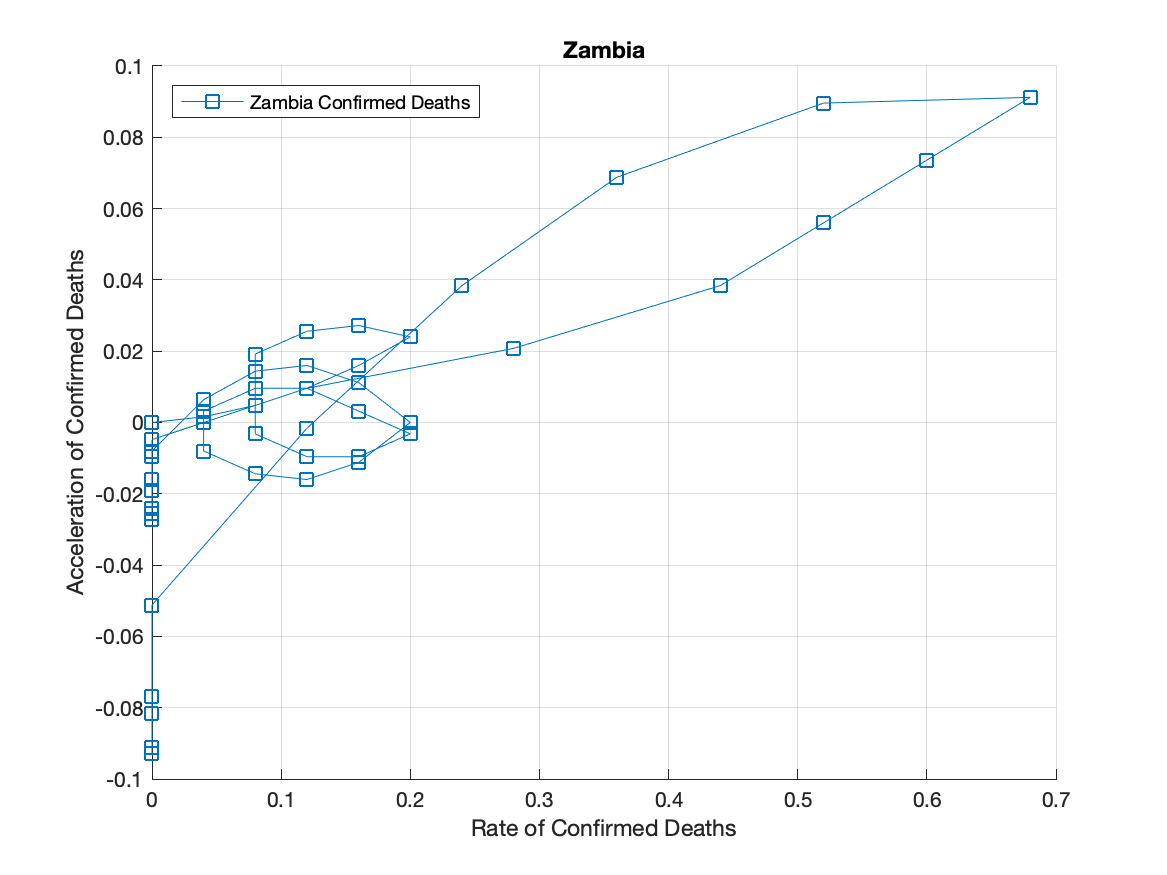 Zambia
Zambia Confirmed Deaths
0.1
0.08
0.06
0.04
0.02
0
-0.02
-0.04
-0.06
-0.08
-0.1
Acceleration of Confirmed Deaths
0 0.1 0.2 0.3 0.4 0.5 0.6 0.7
Rate of Confirmed Deaths